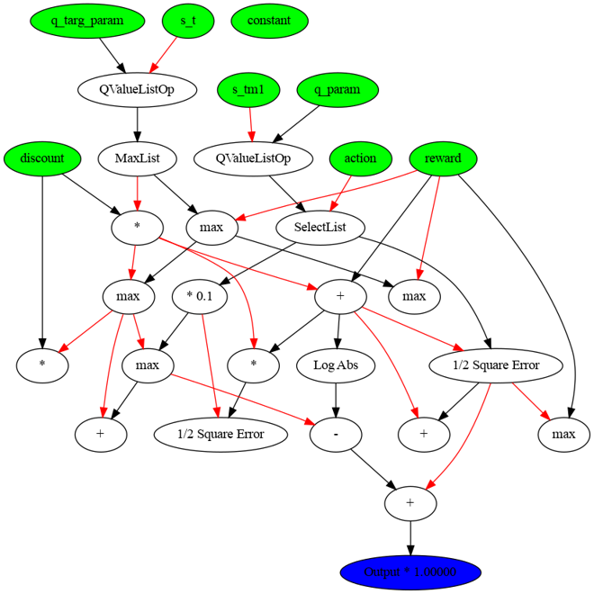 q_targ_param
s_t
constant
QValueListOp
s_tm1
q_param
discount
MaxList
QValueListOp
action
reward
*
max
SelectList
max
* 0.1
+
max
*
max
*
Log Abs
1/2 Square Error
+
1/2 Square Error
-
+
max
+
Output * 1.00000